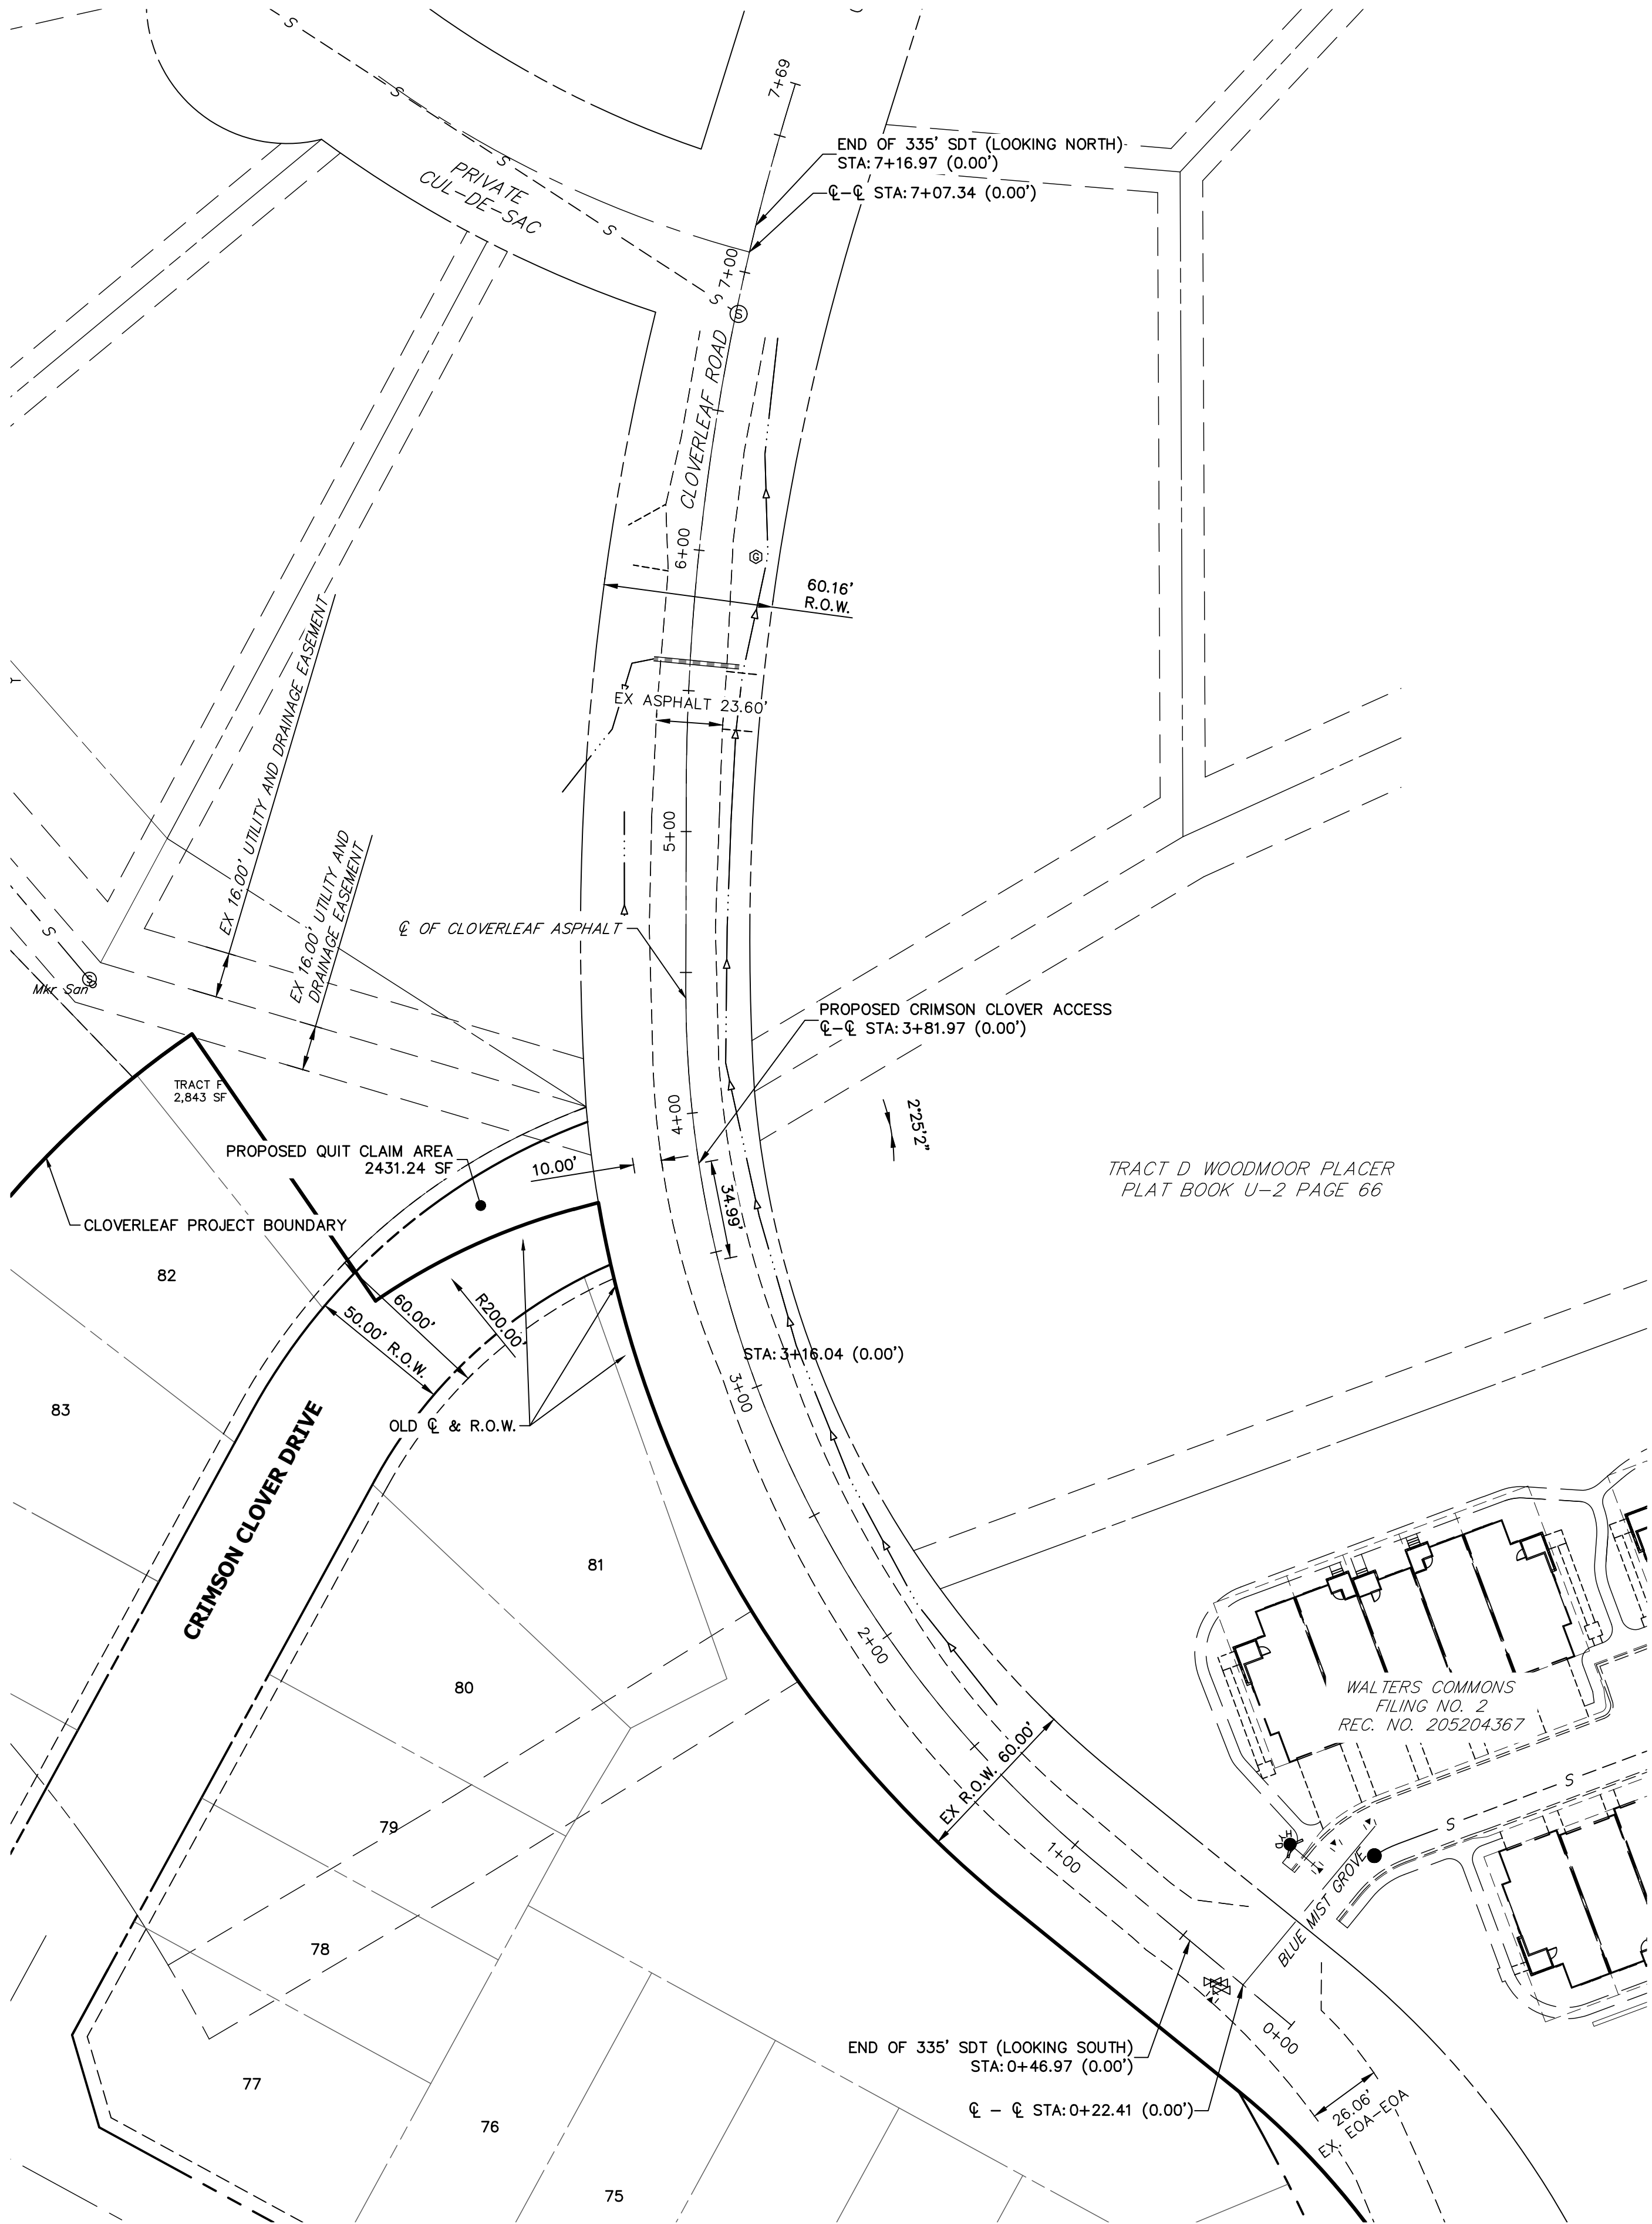 S
S
S
S
S
PRIVATE
CUL-DE-SAC
7+69
END OF 335' SDT (LOOKING NORTH)
STA: 7+16.97 (0.00')
℄-℄ STA: 7+07.34 (0.00')
7+00
S
CLOVERLEAF ROAD
6+00
G
60.16'
R.O.W.
EX ASPHALT 23.60'
EX 16.00' UTILITY AND DRAINAGE EASEMENT
EX 16.00' UTILITY AND
DRAINAGE EASEMENT
5+00
℄ OF CLOVERLEAF ASPHALT
S
S
Mkr San
PROPOSED CRIMSON CLOVER ACCESS
℄-℄ STA: 3+81.97 (0.00')
TRACT F
2,843 SF
4+00
2°25'2"
PROPOSED QUIT CLAIM AREA
2431.24 SF
10.00'
34.99'
TRACT D WOODMOOR PLACER
PLAT BOOK U-2 PAGE 66
CLOVERLEAF PROJECT BOUNDARY
82
60.00'
R200.00'
50.00' R.O.W.
STA: 3+16.04 (0.00')
3+00
83
OLD ℄ & R.O.W.
CRIMSON CLOVER DRIVE
81
2+00
80
WALTERS COMMONS
FILING NO. 2
REC. NO. 205204367
EX R.O.W. 60.00'
S
S
79
1+00
BLUE MIST GROVE
78
0+00
END OF 335' SDT (LOOKING SOUTH)
STA: 0+46.97 (0.00')
77
℄ - ℄ STA: 0+22.41 (0.00')
26.06'
EX. EOA-EOA
76
75